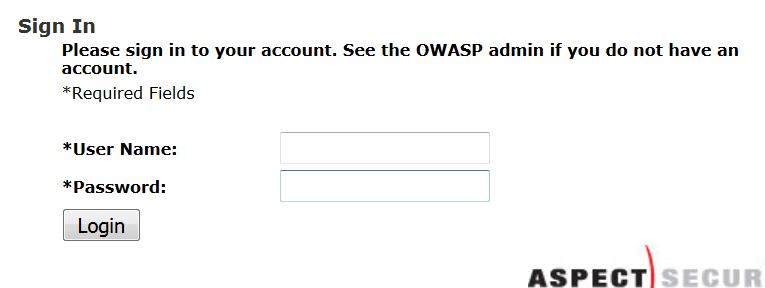 Sign In
Please sign in to your account. See the OWASP admin if you do not have an
account.
*Required Fields
*User Name:
*Password:
Login
ASPECT SECUR